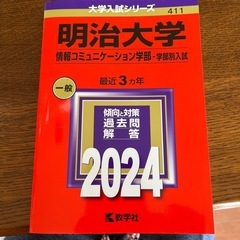 大学入試シリーズ
411
明治大学
情報コミュニケーション学部-学部別入試
一般
最近3ヵ年
傾向と対策
過去問
解答
2024
教学社